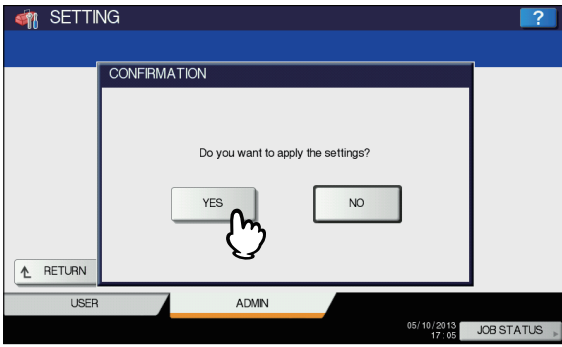 SETTING
?
CONFIRMATION
Do you want to apply the settings?
YES
NO
RETURN
USER
ADMIN
05/10/2013
17:05
JOB STATUS